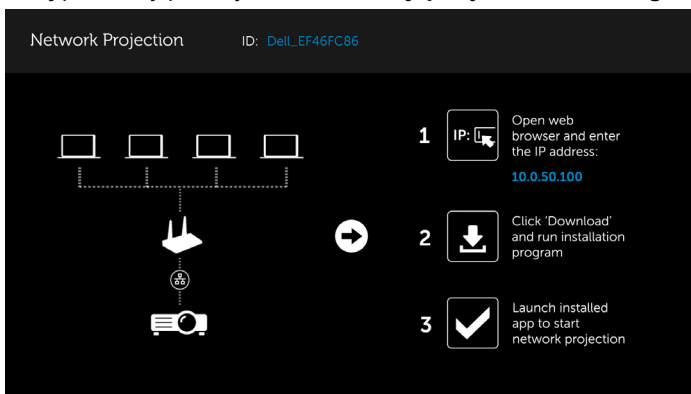 Network Projection
ID: Dell_EF46FC86
1
IP:
Open web
browser and enter
the IP address:
10.0.50.100
2
Click ‘Download’
and run installation
program
3
Launch installed
app to start
network projection